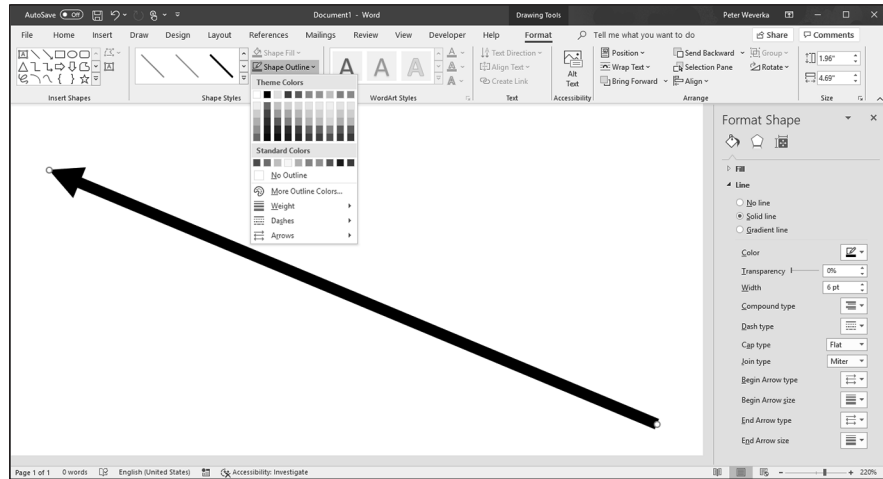 AutoSave Off Document1 - Word Drawing Tools Peter Weverka
File Home Insert Draw Design Layout References Mailings Review View Developer Help Format Tell me what you want to do Share Comments
Shape Fill
Shape Outline
Text Direction
Align Text
Create Link
Alt
Text
Position
Wrap Text
Bring Forward
Send Backward
Selection Pane
Align
Group
Rotate
1.96"
4.69"
Insert Shapes Shape Styles WordArt Styles Text Accessibility Arrange Size
Theme Colors
Standard Colors
No Outline
More Outline Colors...
Weight
Dashes
Arrows
Format Shape
Fill
Line
No line
Solid line
Gradient line
Color
Transparency 0%
Width 6 pt
Compound type
Dash type
Cap type Flat
Join type Miter
Begin Arrow type
Begin Arrow size
End Arrow type
End Arrow size
Page 1 of 1 0 words English (United States) Accessibility: Investigate 220%